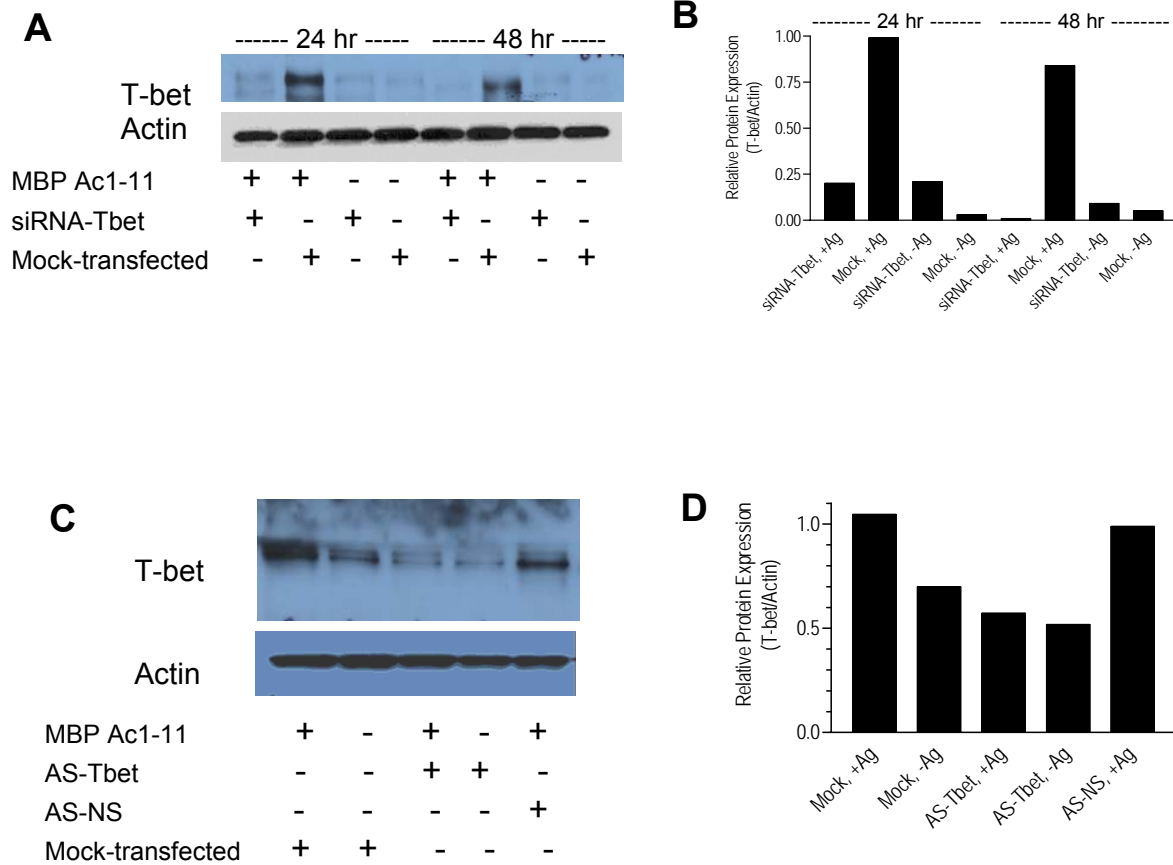 A
------ 24 hr ----- ------ 48 hr -----
T-bet
Actin
MBP Ac1-11 + + - - + + - -
siRNA-Tbet + - + - + - + -
Mock-transfected - + - + - + - +
B
-------- 24 hr ------- ------- 48 hr --------
Relative Protein Expression
(T-bet/Actin)
1.00
0.75
0.50
0.25
0.00
siRNA-Tbet, +Ag
Mock, +Ag
siRNA-Tbet, -Ag
Mock, -Ag
siRNA-Tbet, +Ag
Mock, +Ag
siRNA-Tbet, -Ag
Mock, -Ag
C
T-bet
Actin
MBP Ac1-11 + - + - +
AS-Tbet - - + + -
AS-NS - - - - +
Mock-transfected + + - - -
D
Relative Protein Expression
(T-bet/Actin)
1.0
0.5
0.0
Mock, +Ag
Mock, -Ag
AS-Tbet, +Ag
AS-Tbet, -Ag
AS-NS, +Ag